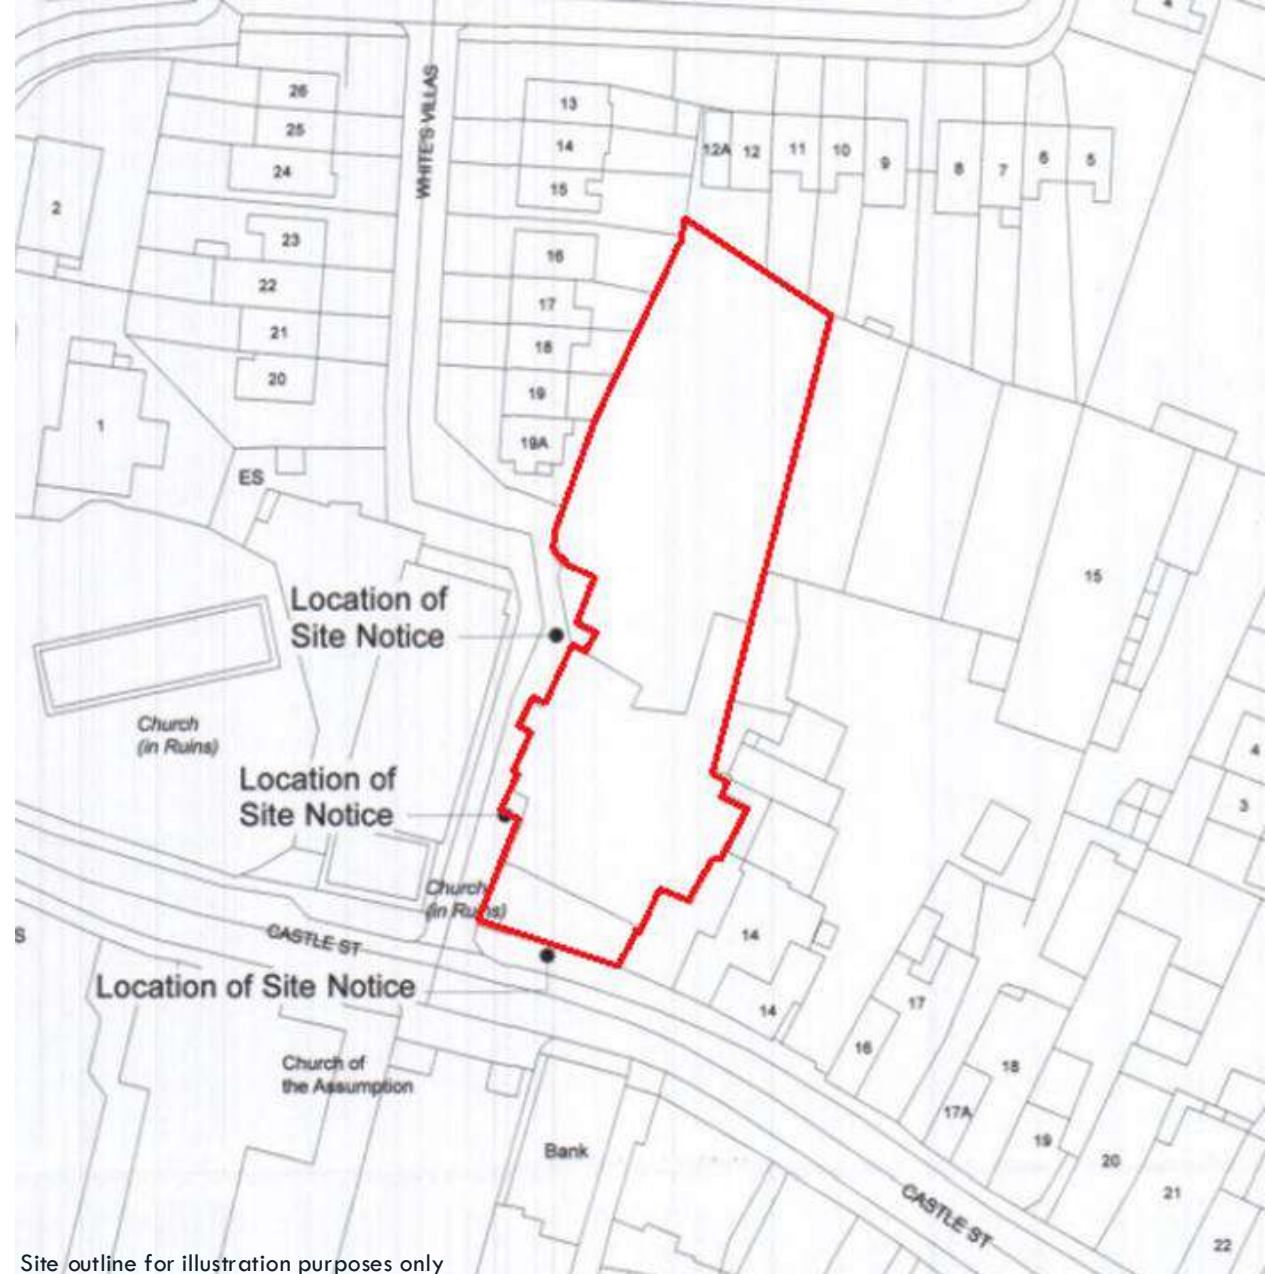 4
26
25
24
23
22
21
20
2
1
ES
WHITE'S VILLAS
13
14
15
16
17
18
19
19A
12A
12
11
10
9
8
7
6
5
15
4
3
Location of
Site Notice
Church
(in Ruins)
Location of
Site Notice
Church
(in Ruins)
S
CASTLE ST
Location of Site Notice
Church of
the Assumption
Bank
14
14
16
17
17A
18
19
20
21
22
CASTLE ST
Site outline for illustration purposes only